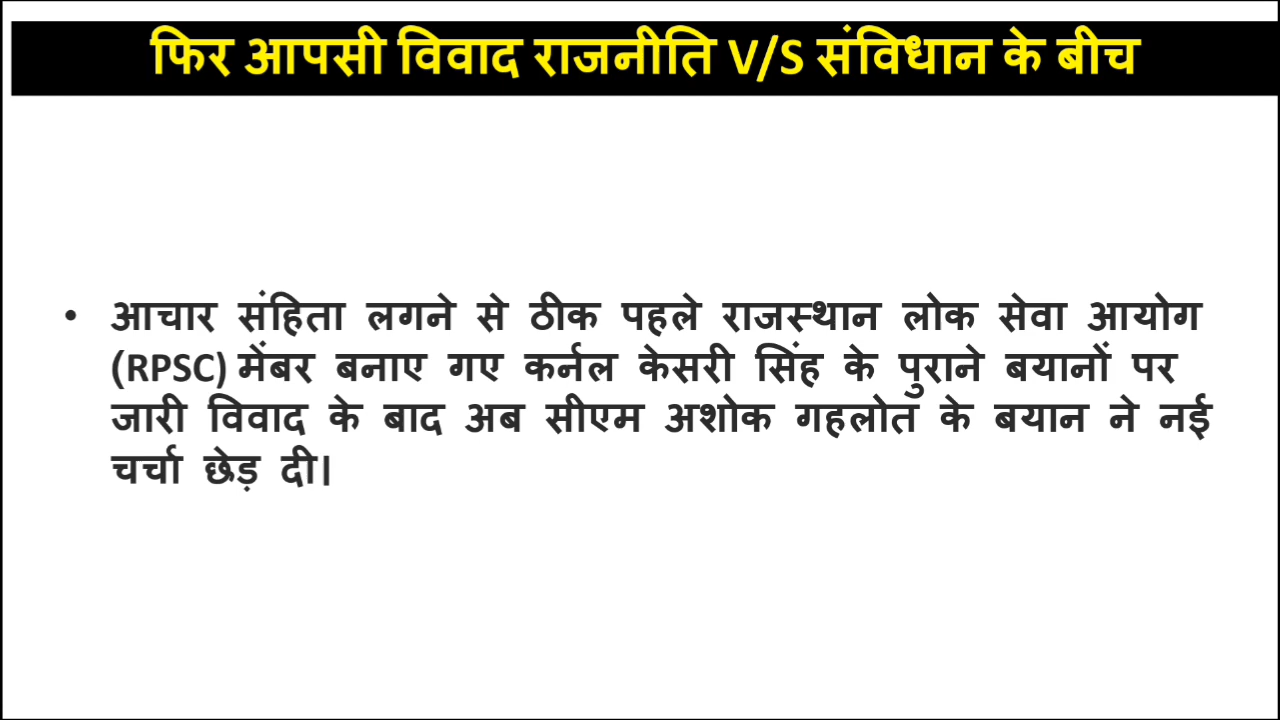 फिर आपसी विवाद राजनीति V/S संविधान के बीच
• आचार संहिता लगने से ठीक पहले राजस्थान लोक सेवा आयोग
(RPSC) मेंबर बनाए गए कर्नल केसरी सिंह के पुराने बयानों पर
जारी विवाद के बाद अब सीएम अशोक गहलोत के बयान ने नई
चर्चा छेड़ दी।